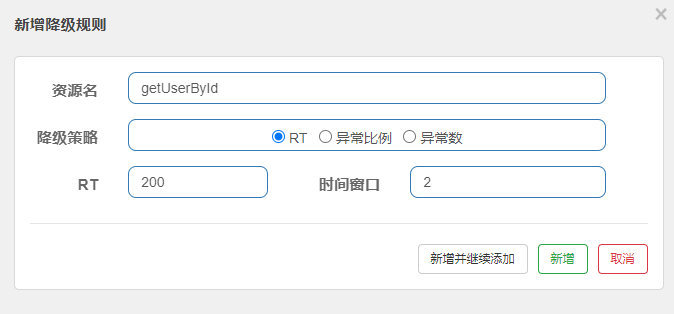 新增降级规则
×
资源名 getUserById
降级策略 RT 异常比例 异常数
RT 200 时间窗口 2
新增并继续添加 新增 取消